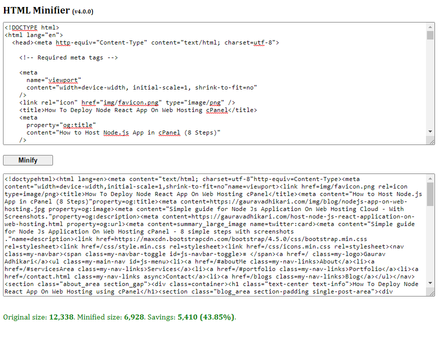 HTML Minifier (v4.0.0)
<!DOCTYPE html>
<html lang="en">
<head><meta http-equiv="Content-Type" content="text/html; charset=utf-8">
<!-- Required meta tags -->
<meta
name="viewport"
content="width=device-width, initial-scale=1, shrink-to-fit=no"
/>
<link rel="icon" href="img/favicon.png" type="image/png" />
<title>How To Deploy Node React App On Web Hosting cPanel</title>
<meta
property="og:title"
content="How to Host Node.js App in cPanel (8 Steps)"
/>
Minify
<!doctypehtml><html lang=en><meta content="text/html; charset=utf-8"http-equiv=Content-Type><meta
content="width=device-width,initial-scale=1,shrink-to-fit=no"name=viewport><link href=img/favicon.png rel=icon
type=image/png><title>How To Deploy Node React App On Web Hosting cPanel</title><meta content="How to Host Node.js
App in cPanel (8 Steps)"property=og:title><meta content=https://gauravadhikari.com/img/blog/nodejs-app-on-web-
hosting.jpg property=og:image><meta content="Simple guide for Node Js Application On Web Hosting Cloud - With
Screenshots."property=og:description><meta content=https://gauravadhikari.com/host-node-js-react-application-on-
web-hosting.html property=og:url><meta content=summary_large_image name=twitter:card><meta content="Simple guide
for Node Js Application On Web Hosting cPanel - 8 simple steps with screenshots
."name=description><link href=https://maxcdn.bootstrapcdn.com/bootstrap/4.5.0/css/bootstrap.min.css
rel=stylesheet><link href=/css/style.min.css rel=stylesheet><link href=/css/icons.min.css rel=stylesheet><nav
class=my-navbar><span class=my-navbar-toggle id=js-navbar-toggle>≡ </span><a href=/ class=my-logo>Gaurav
Adhikari</a><ul class=my-main-nav id=js-menu><li><a href=/#aboutMe class=my-nav-links>About</a><li><a
href=/#servicesArea class=my-nav-links>Services</a><li><a href=/#portfolio class=my-nav-links>Portfolio</a><li><a
href=/contact.html class=my-nav-links async>Contact</a><li><a href=/blogs class=my-nav-links>Blog</a></ul></nav>
<section class="about_area section_gap"><div class=container><h1 class="text-center text-info">How To Deploy Node
React App On Web Hosting using cPanel</h1><section class="blog_area section-padding single-post-area"><div
Original size: 12,338. Minified size: 6,928. Savings: 5,410 (43.85%).